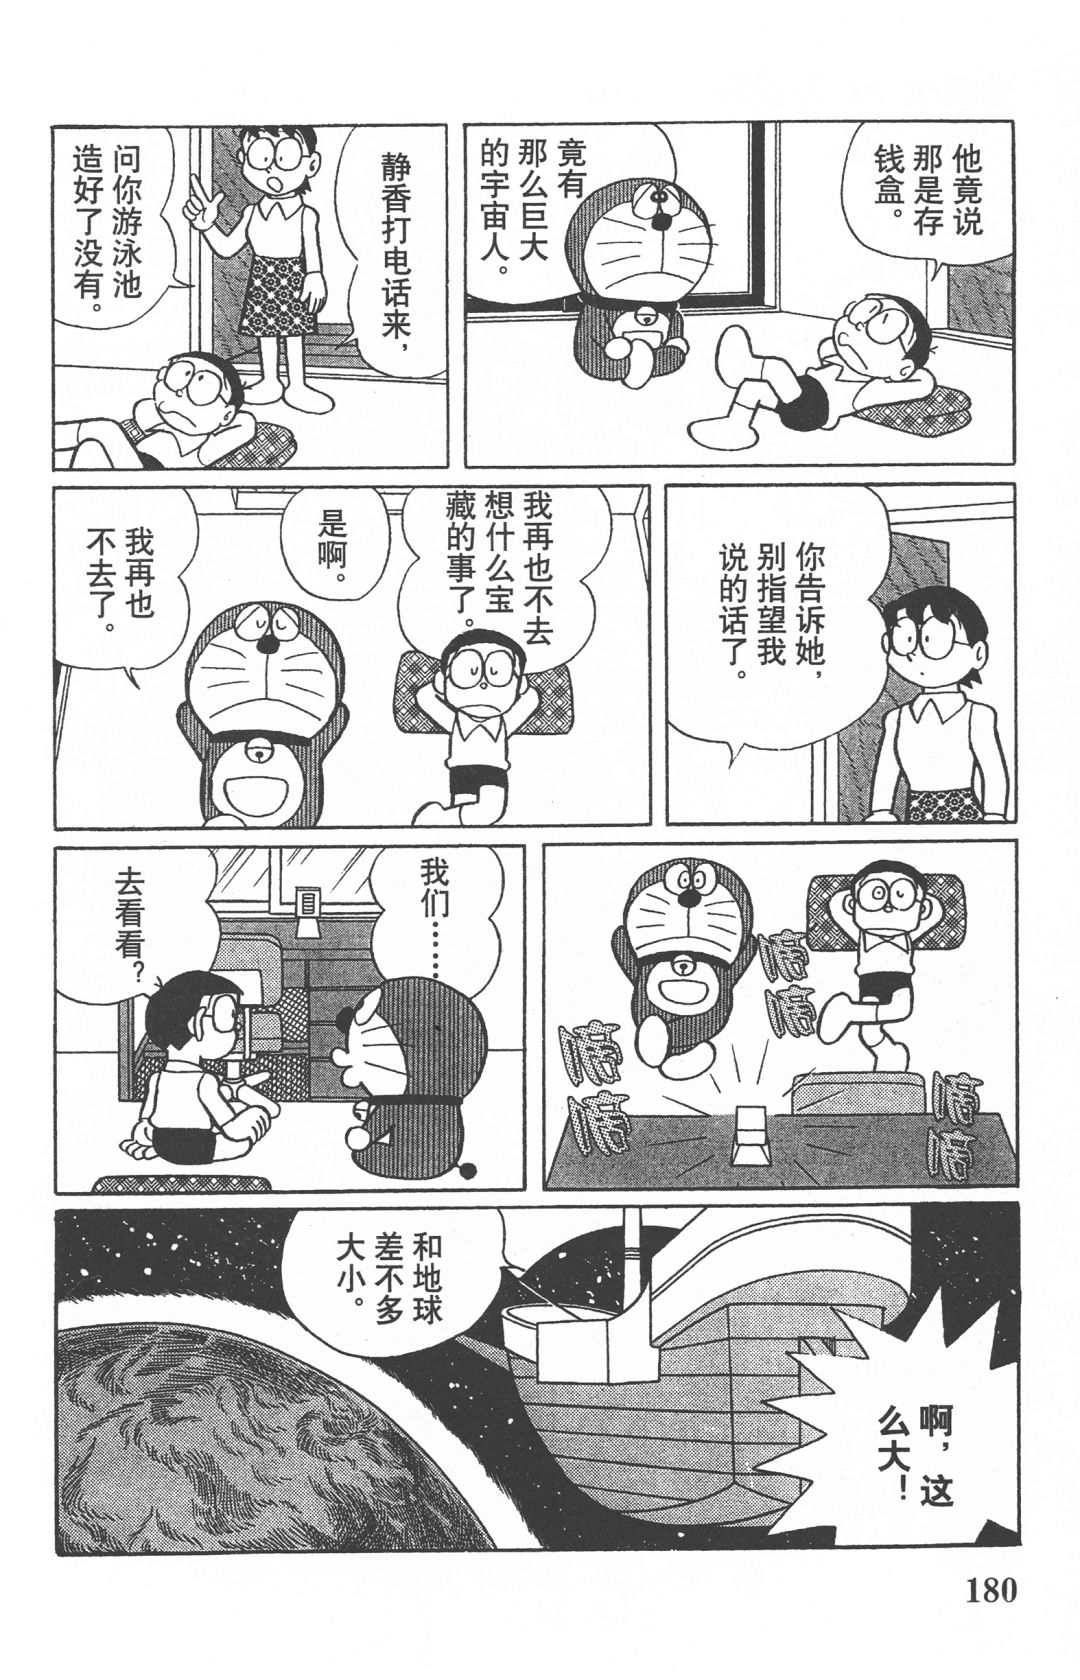 他竟说
那是存
钱盒。
竟有
那么巨大
的宇宙人。
静香打电话来，
问你游泳池
造好了没有。
你告诉她，
别指望我
说的话了。
我再也不去
想什么宝
藏的事了。
是啊。
我再也
不去了。
嘀
嘀
嘀
嘀
嘀
嘀
我们……
去看看？
啊，这
么大！
和地球
差不多
大小。
180